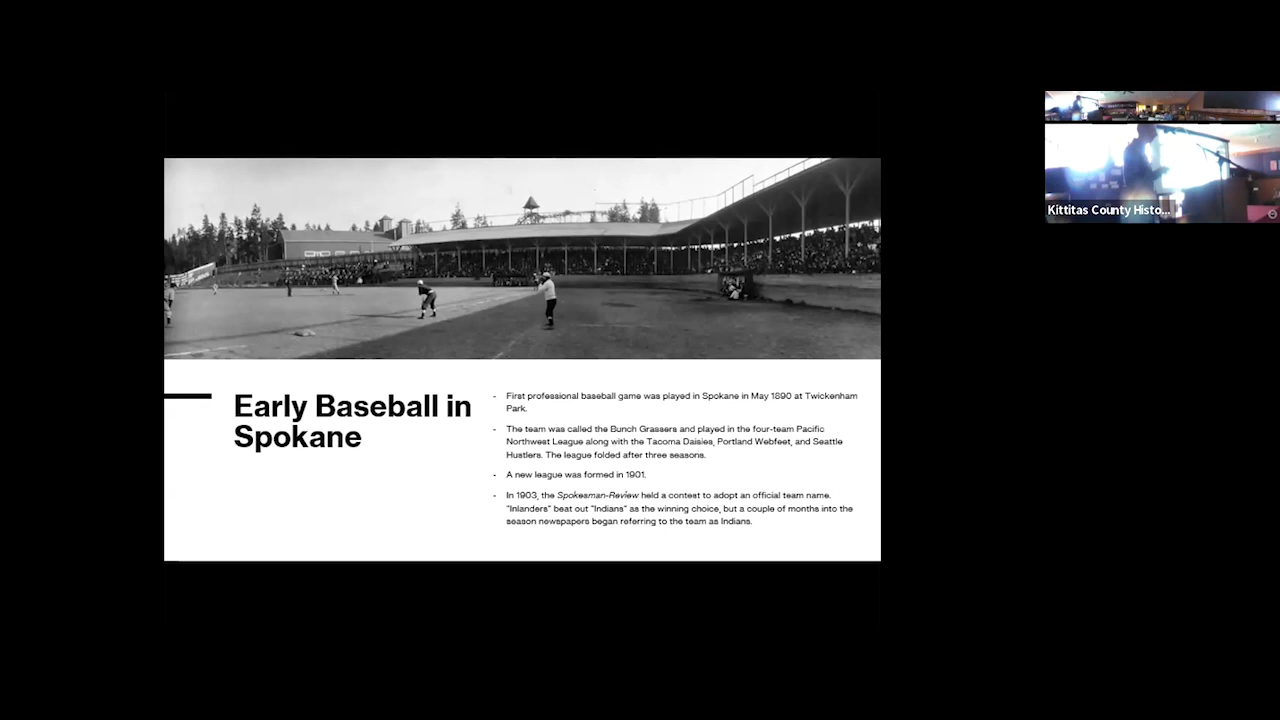 Early Baseball in
Spokane
- First professional baseball game was played in Spokane in May 1890 at Twickenham
Park.
- The team was called the Bunch Grassers and played in the four-team Pacific
Northwest League along with the Tacoma Daisies, Portland Webfeet, and Seattle
Hustlers. The league folded after three seasons.
- A new league was formed in 1901.
- In 1903, the Spokesman-Review held a contest to adopt an official team name.
"Inlanders" beat out "Indians" as the winning choice, but a couple of months into the
season newspapers began referring to the team as Indians.
Kittitas County Histo...